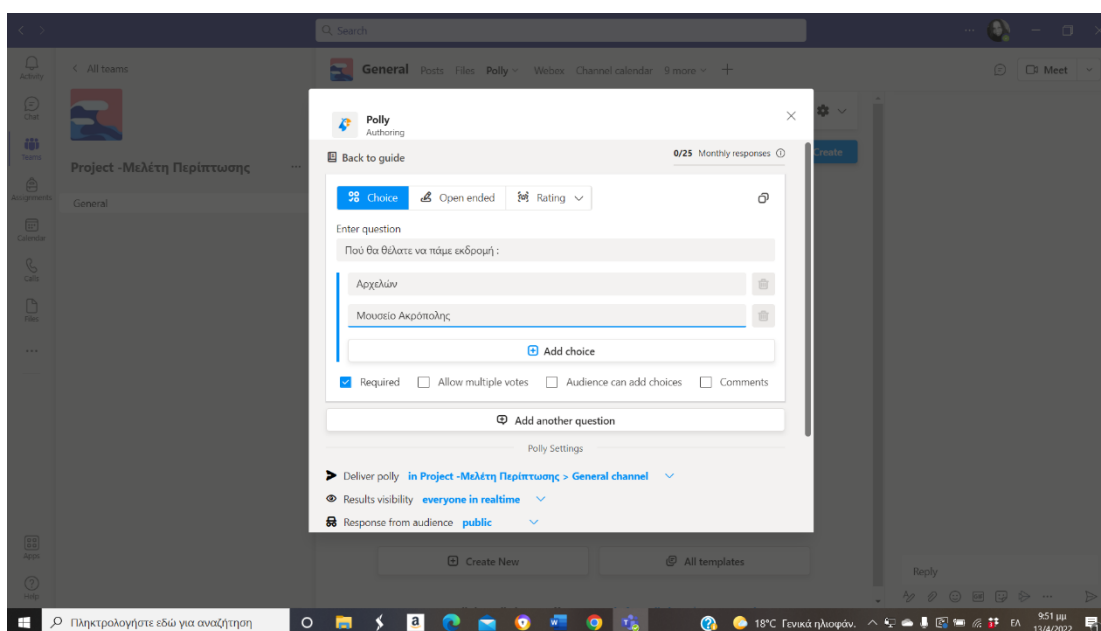 Search
Activity
All teams
General Posts Files Polly Webex Channel calendar 9 more
Meet
Chat
Polly
Authoring
Create
Teams
Back to guide
0/25 Monthly responses
Project -Μελέτη Περίπτωσης
Assignments
General
Choice Open ended Rating
Calendar
Enter question
Πού θα θέλατε να πάμε εκδρομή :
Calls
Αρχελών
Files
Μουσείο Ακρόπολης
Add choice
Required Allow multiple votes Audience can add choices Comments
Add another question
Polly Settings
Deliver polly in Project -Μελέτη Περίπτωσης > General channel
Results visibility everyone in realtime
Response from audience public
Apps
Create New
All templates
Reply
Help
Πληκτρολογήστε εδώ για αναζήτηση
18°C Γενικά ηλιοφάν.
ΕΛ
9:51 μμ
13/4/2022